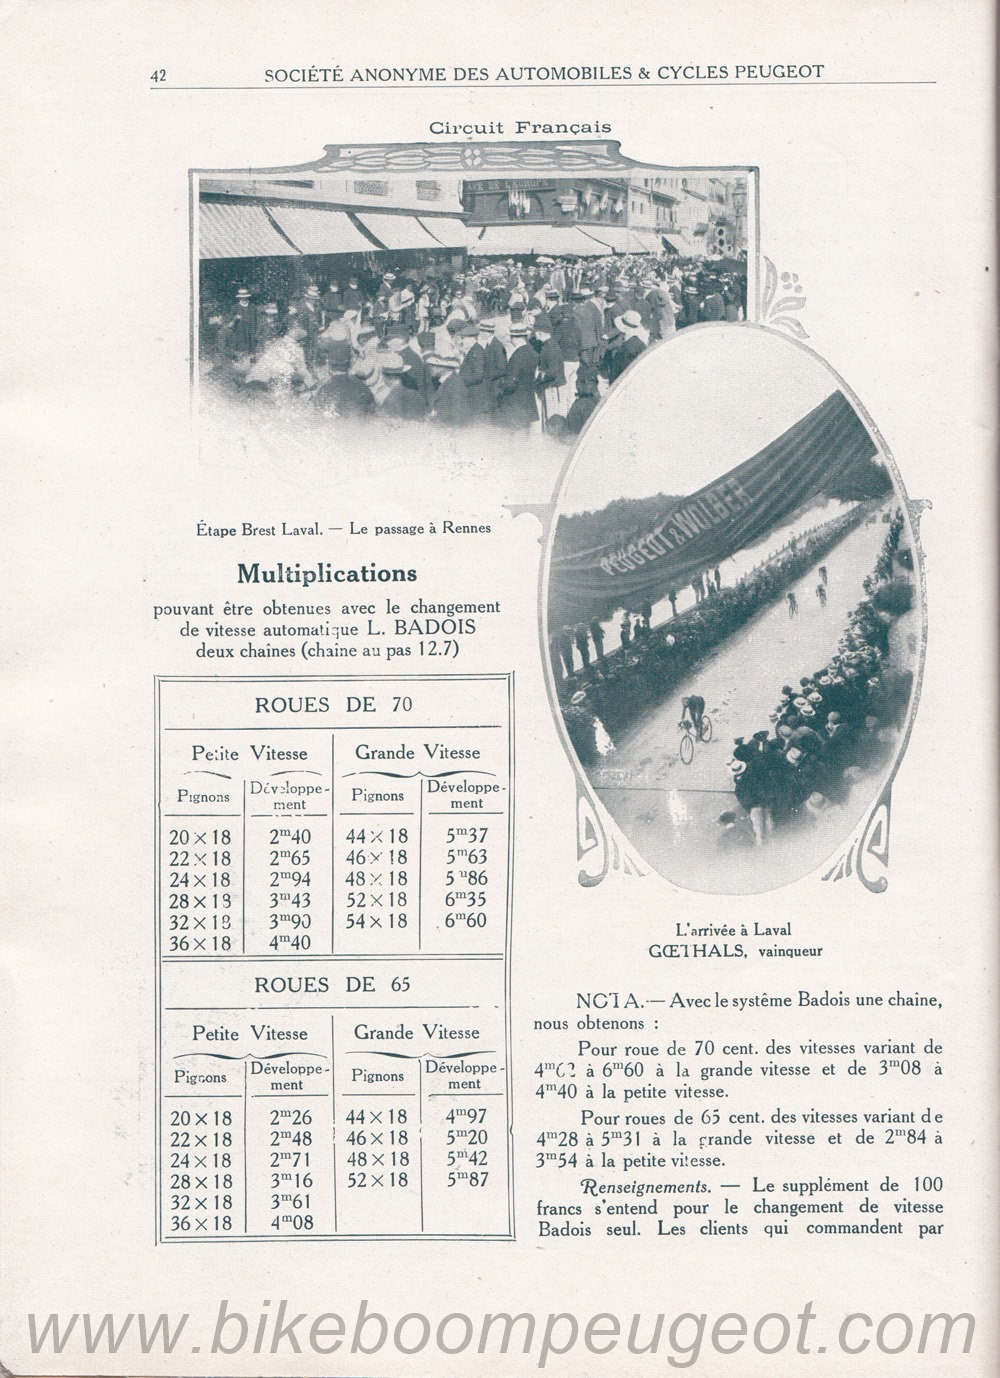 42
SOCIÉTÉ ANONYME DES AUTOMOBILES & CYCLES PEUGEOT
Circuit Français
PEUGEOT & WOLBER
Étape Brest Laval. — Le passage à Rennes
Multiplications
pouvant être obtenues avec le changement
de vitesse automatique L. BADOIS
deux chaînes (chaine au pas 12.7)
ROUES DE 70
Petite Vitesse Grande Vitesse
Pignons Développe- Pignons Développe-
ment ment
20 × 18 2m40 44 × 18 5m37
22 × 18 2m65 46 × 18 5m63
24 × 18 2m94 48 × 18 5m86
28 × 18 3m43 52 × 18 6m35
32 × 18 3m90 54 × 18 6m60
36 × 18 4m40
ROUES DE 65
Petite Vitesse Grande Vitesse
Pignons Développe- Pignons Développe-
ment ment
20 × 18 2m26 44 × 18 4m97
22 × 18 2m48 46 × 18 5m20
24 × 18 2m71 48 × 18 5m42
28 × 18 3m16 52 × 18 5m87
32 × 18 3m61
36 × 18 4m08
L'arrivée à Laval
GŒTHALS, vainqueur
NOTA. — Avec le système Badois une chaîne,
nous obtenons :
Pour roue de 70 cent. des vitesses variant de
à 6m60 à la grande vitesse et de 3m08 à
4m40 à la petite vitesse.
Pour roues de 65 cent. des vitesses variant de
4m28 à 5m31 à la grande vitesse et de 2m84 à
3m54 à la petite vitesse.
Renseignements. — Le supplément de 100
francs s'entend pour le changement de vitesse
Badois seul. Les clients qui commandent par
www.bikeboompeugeot.com